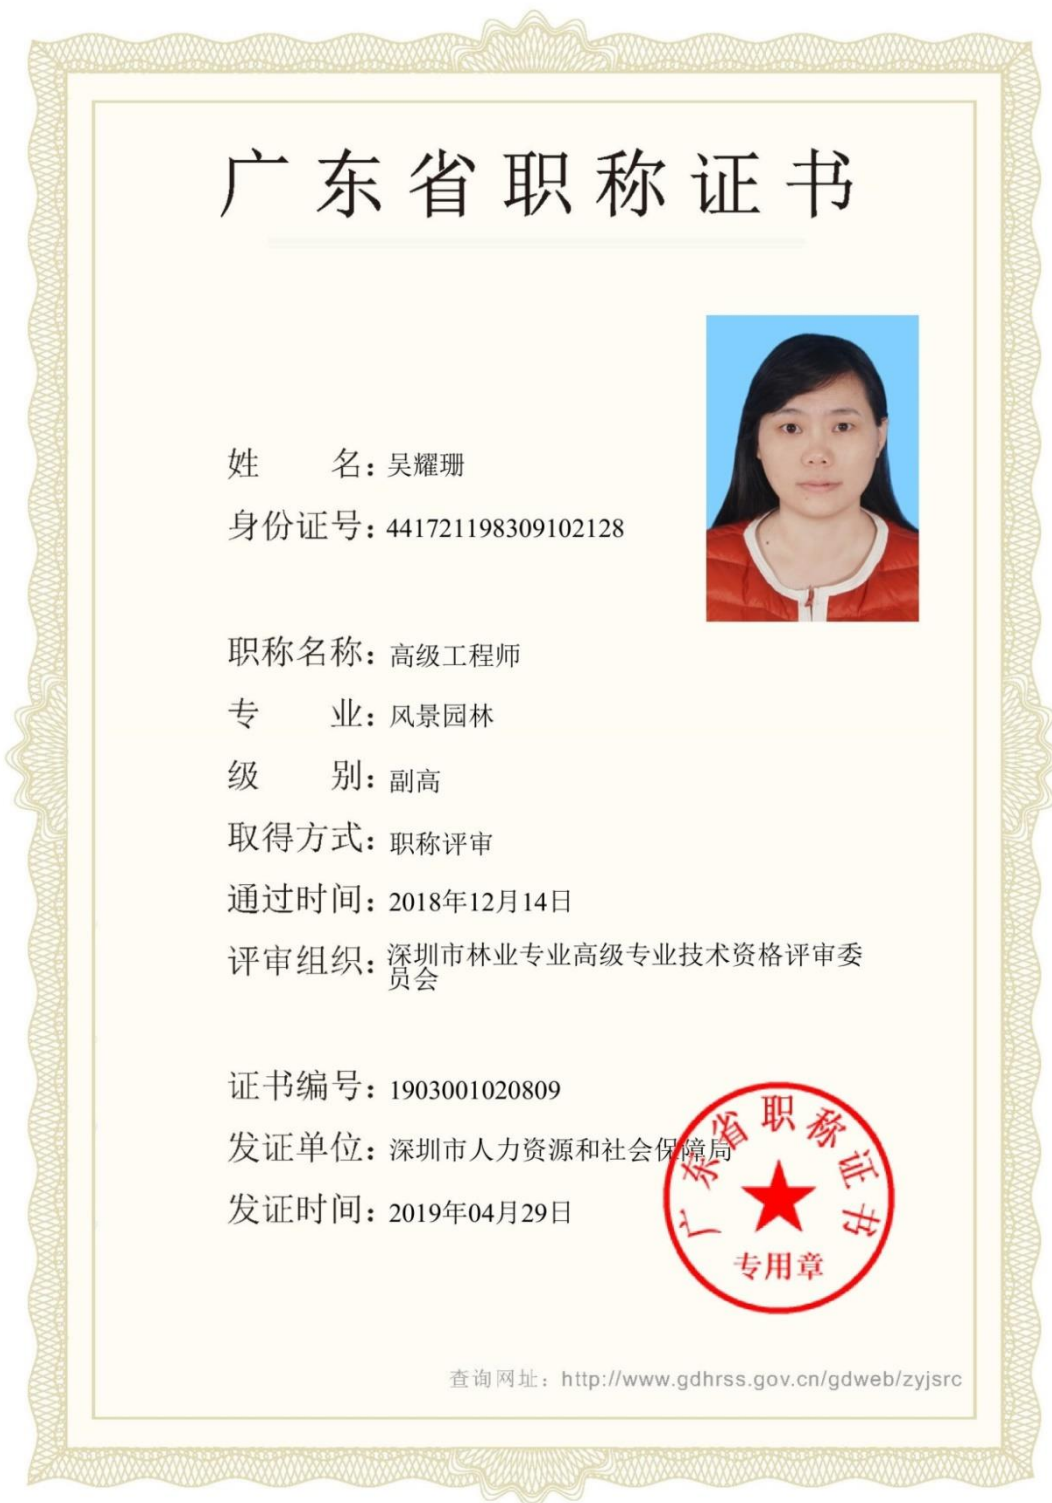 广东省职称证书
姓 名：吴耀珊
身份证号：441721198309102128
职称名称：高级工程师
专 业：风景园林
级 别：副高
取得方式：职称评审
通过时间：2018年12月14日
评审组织：深圳市林业专业高级专业技术资格评审委
员会
证书编号：1903001020809
发证单位：深圳市人力资源和社会保障局
发证时间：2019年04月29日
广东省职称证书
专用章
查询网址：http://www.gdhrss.gov.cn/gdweb/zyjsrc